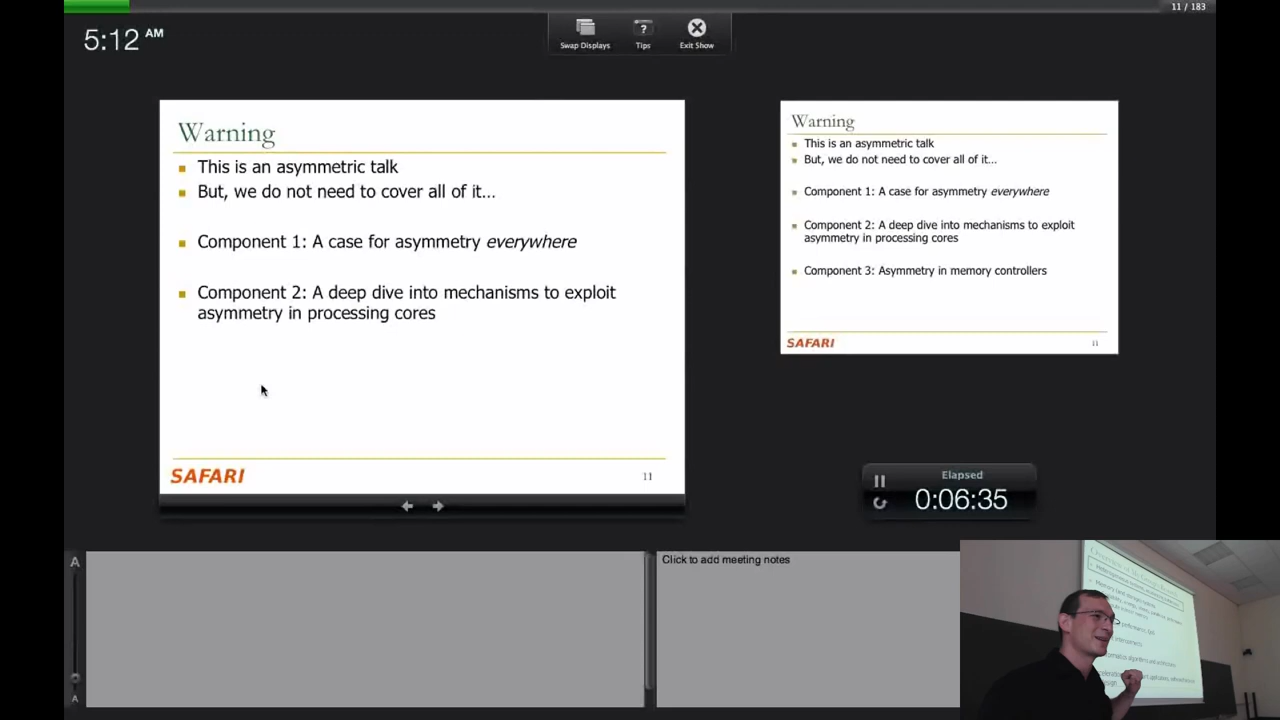 11 / 183
5:12 AM
Swap Displays
Tips
Exit Show
Warning
This is an asymmetric talk
But, we do not need to cover all of it...
Component 1: A case for asymmetry everywhere
Component 2: A deep dive into mechanisms to exploit
asymmetry in processing cores
SAFARI
11
Warning
This is an asymmetric talk
But, we do not need to cover all of it...
Component 1: A case for asymmetry everywhere
Component 2: A deep dive into mechanisms to exploit
asymmetry in processing cores
Component 3: Asymmetry in memory controllers
SAFARI
11
Elapsed
0:06:35
A
A
Click to add meeting notes